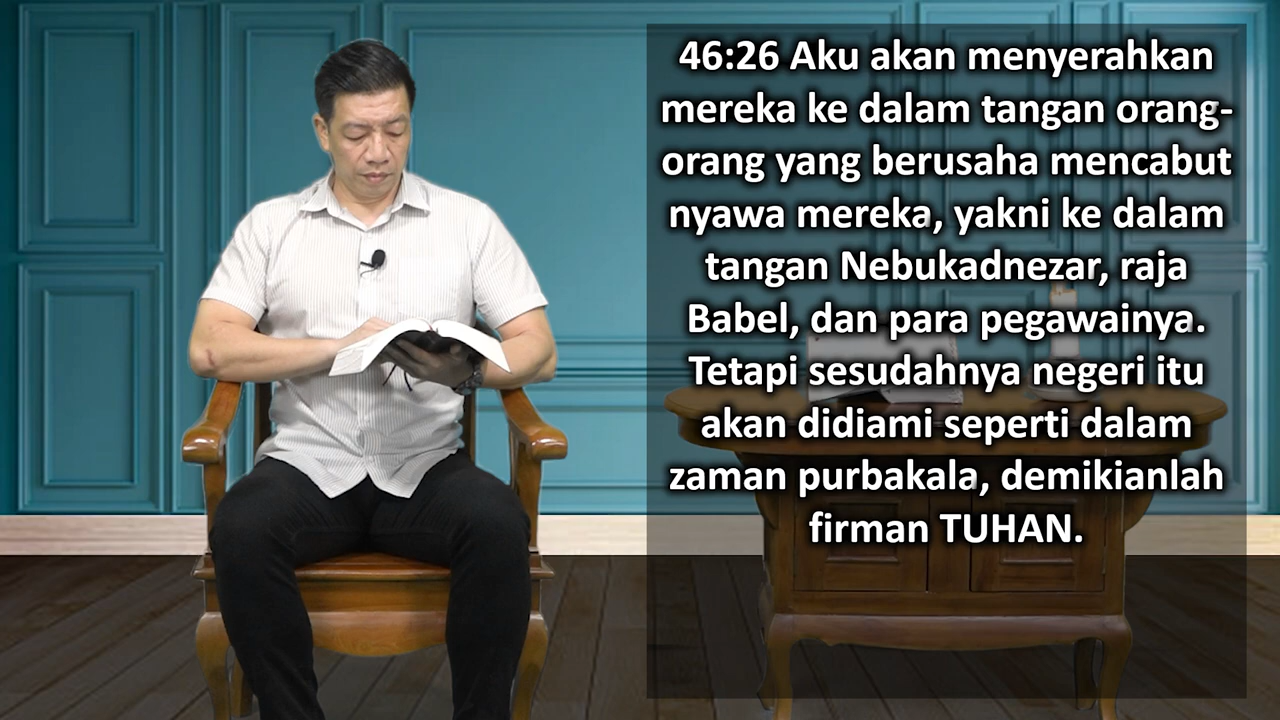 46:26 Aku akan menyerahkan
mereka ke dalam tangan orang-
orang yang berusaha mencabut
nyawa mereka, yakni ke dalam
tangan Nebukadnezar, raja
Babel, dan para pegawainya.
Tetapi sesudahnya negeri itu
akan didiami seperti dalam
zaman purbakala, demikianlah
firman TUHAN.